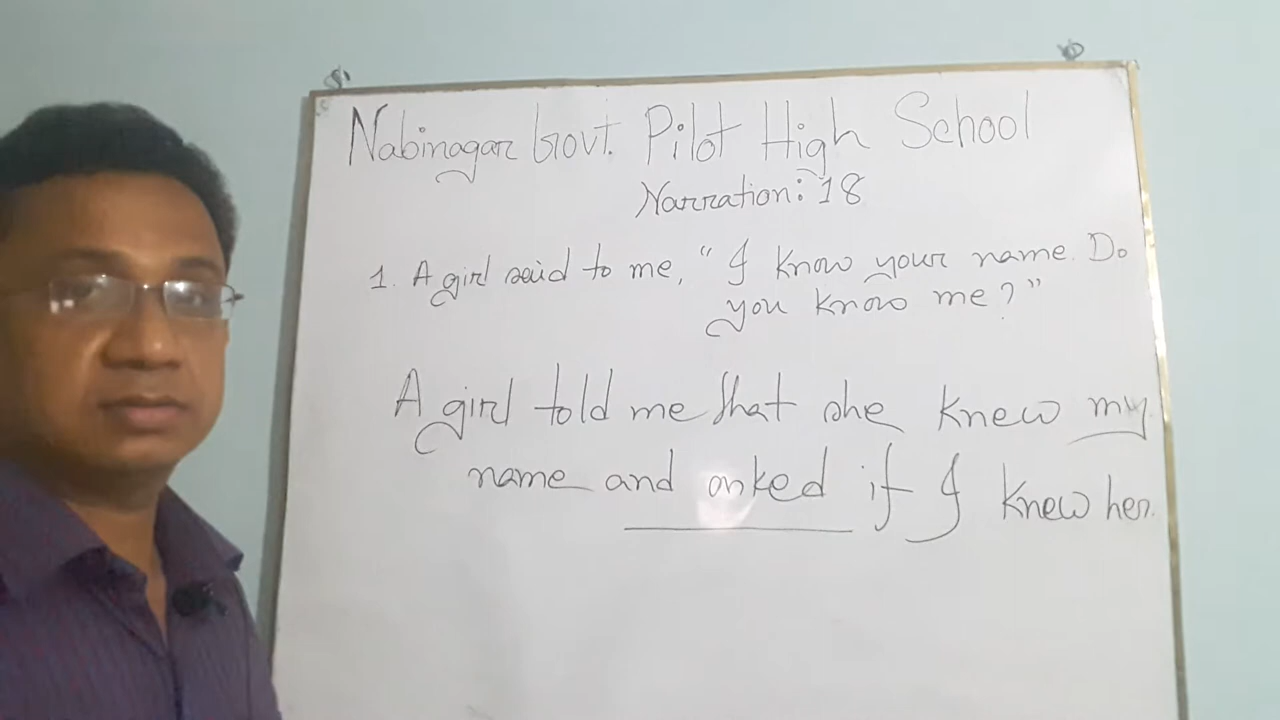 Nabinagar Govt. Pilot High School
Narration: 18
1. A girl said to me, "I know your name. Do
you know me?"
A girl told me that she knew my
name and asked if I knew her.